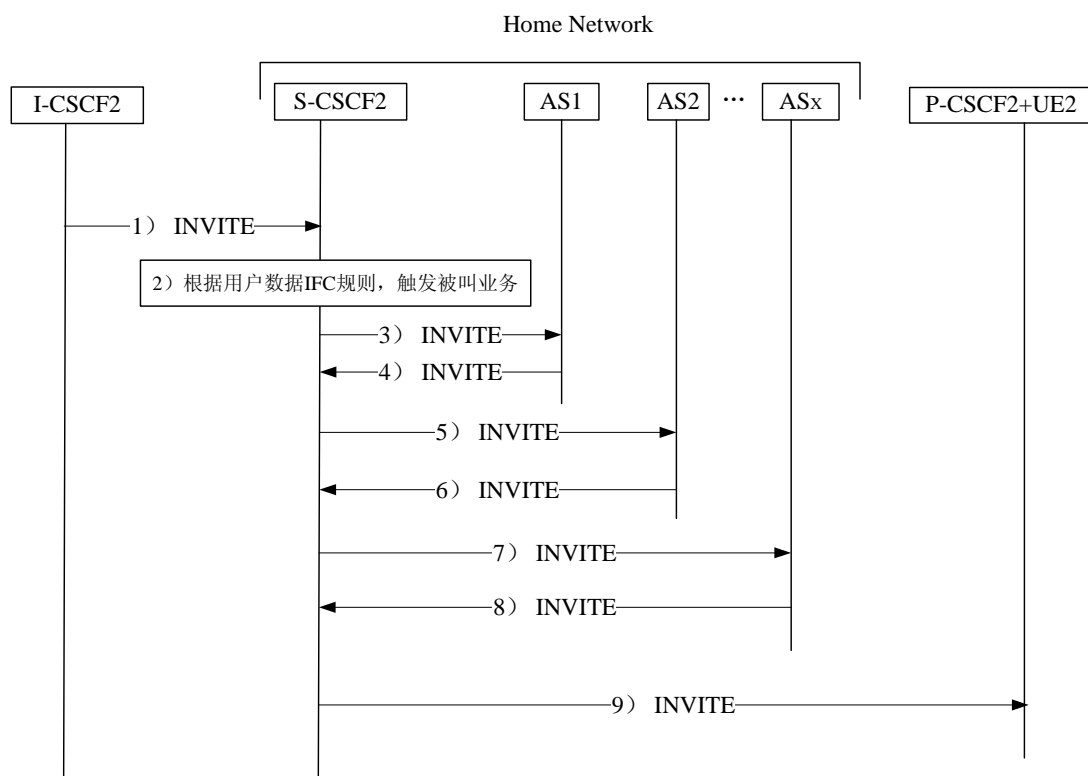 Home Network
I-CSCF2
S-CSCF2
AS1
AS2
…
ASx
P-CSCF2+UE2
1） INVITE
2）根据用户数据IFC规则，触发被叫业务
3） INVITE
4） INVITE
5） INVITE
6） INVITE
7） INVITE
8） INVITE
9） INVITE